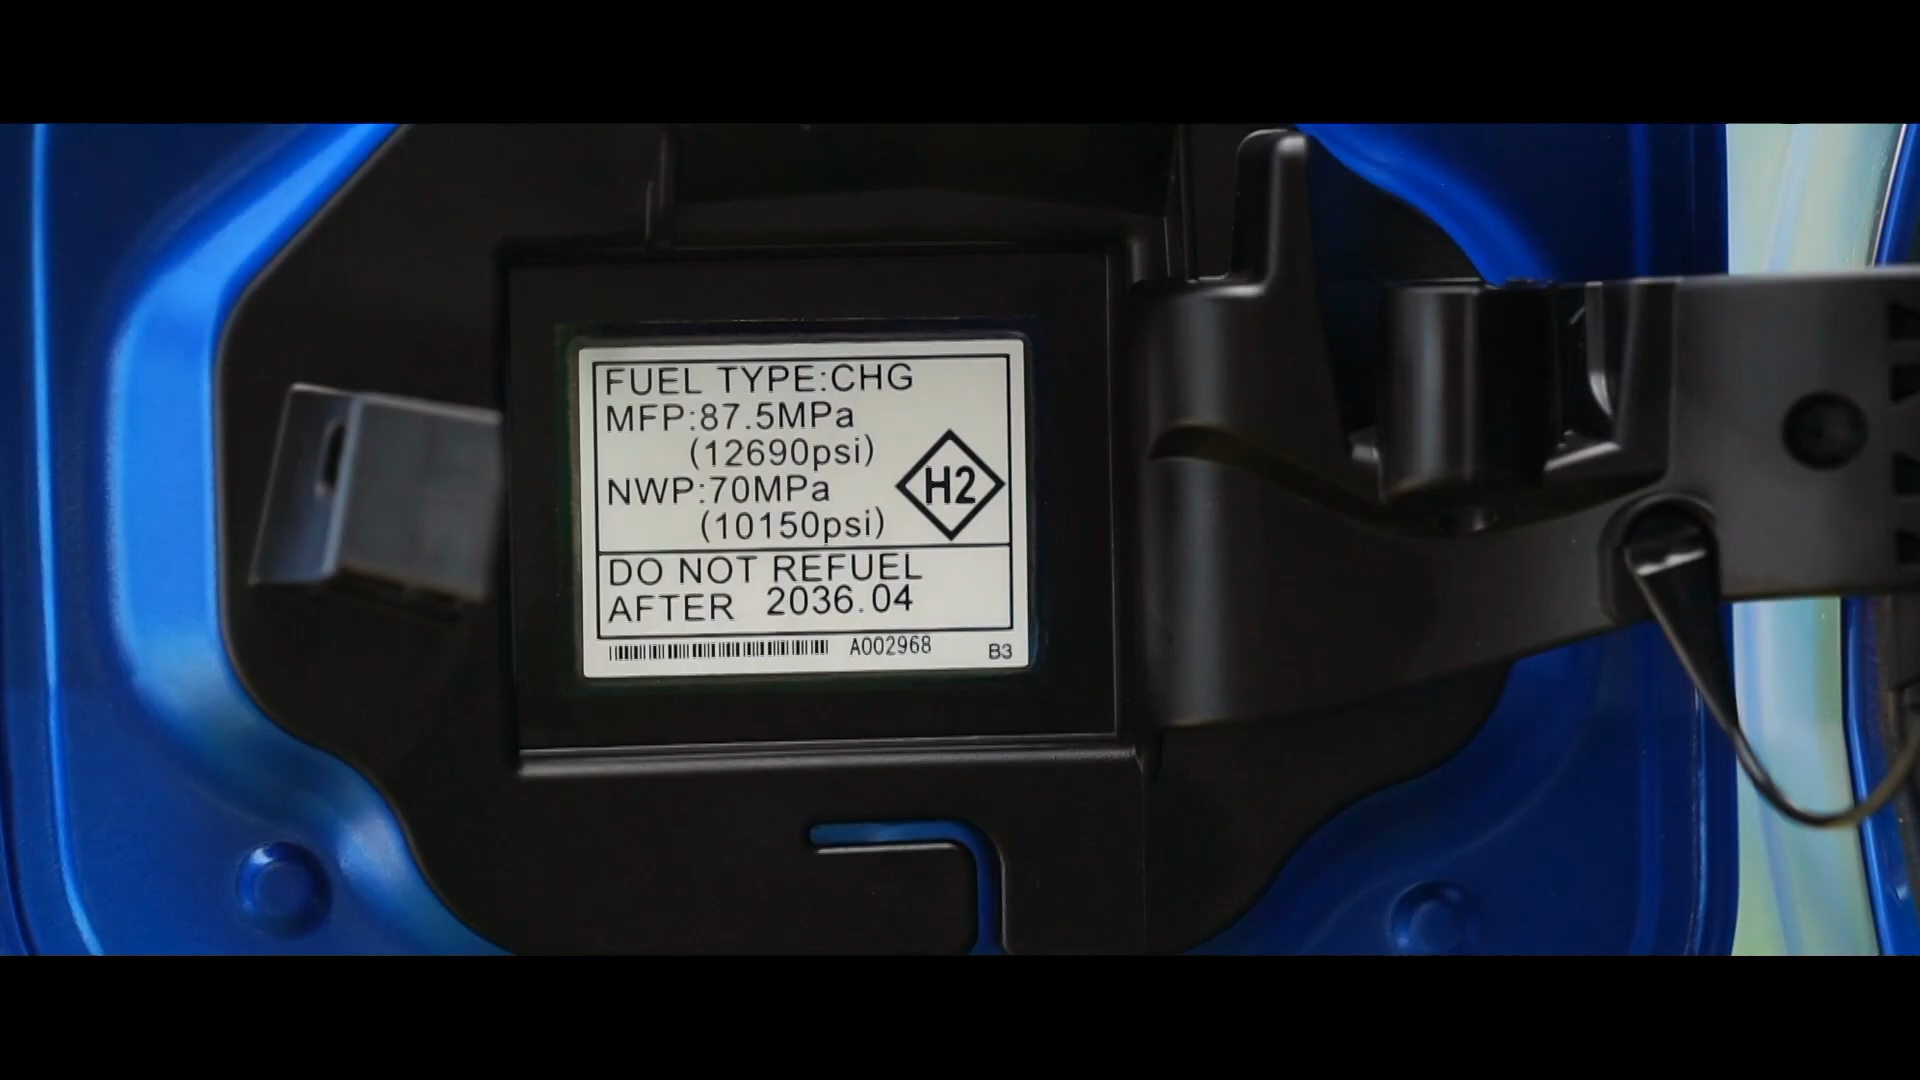 FUEL TYPE:CHG
MFP:87.5MPa
(12690psi)
NWP:70MPa
(10150psi)
H2
DO NOT REFUEL
AFTER 2036.04
A002968 B3